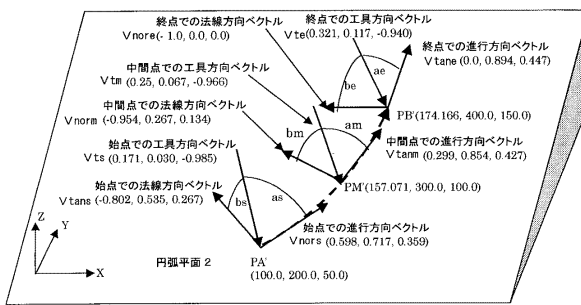 終点での法線方向ベクトル
Vnore(- 1.0, 0.0, 0.0)
終点での工具方向ベクトル
Vte(0.321, 0.117, -0.940)
終点での進行方向ベクトル
Vtane(0.0, 0.894, 0.447)
中間点での工具方向ベクトル
Vtm (0.25, 0.067, -0.966)
be
ae
中間点での法線方向ベクトル
Vnorm(-0.954, 0.267, 0.134)
PB'(174.166, 400.0, 150.0)
bm
am
中間点での進行方向ベクトル
Vtanm(0.299, 0.854, 0.427)
始点での工具方向ベクトル
Vts(0.171, 0.030, -0.985)
始点での法線方向ベクトル
Vtans(-0.802, 0.535, 0.267)
PM'(157.071, 300.0, 100.0)
bs
as
始点での進行方向ベクトル
Vnors(0.598, 0.717, 0.359)
Z
Y
X
円弧平面2
PA'
(100.0, 200.0, 50.0)